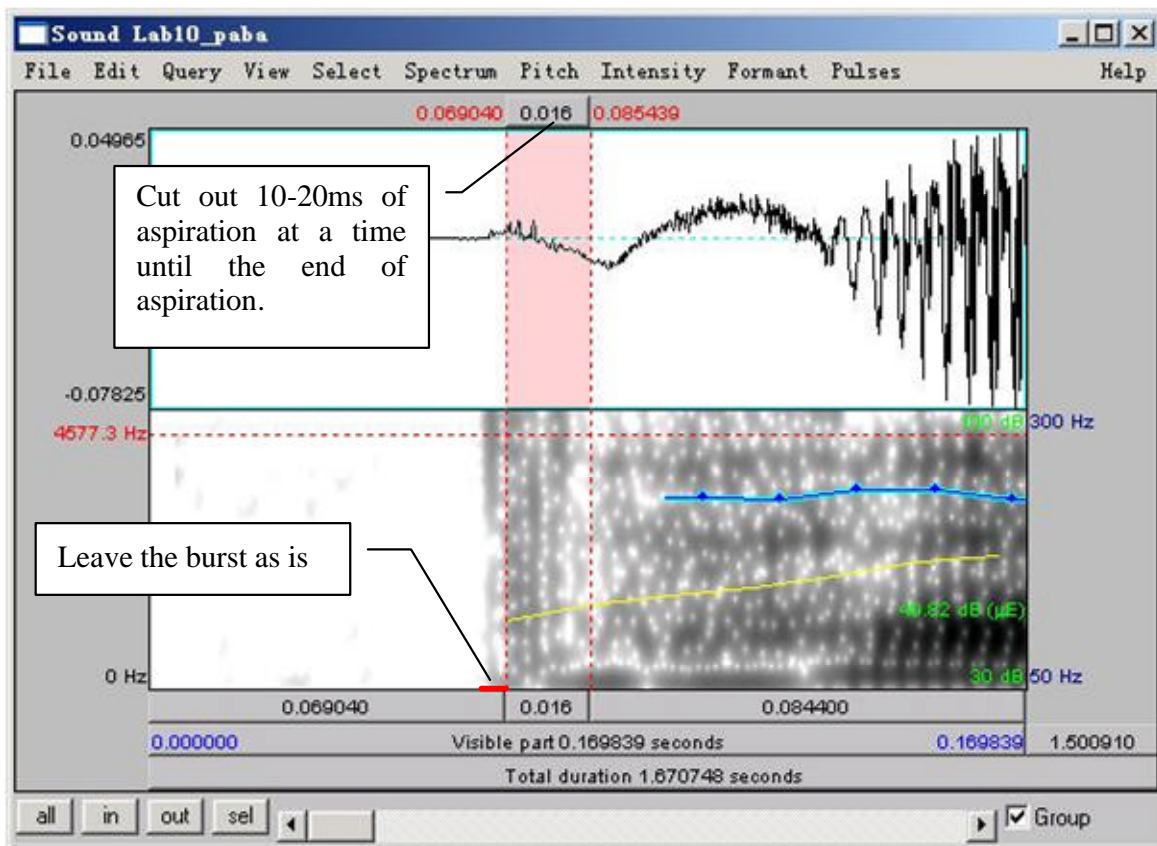 Sound Lab10_paba
File Edit Query View Select Spectrum Pitch Intensity Formant Pulses Help
0.069040 0.016 0.085439
0.04965
Cut out 10-20ms of
aspiration at a time
until the end of
aspiration.
-0.07825
4577.3 Hz
100 dB 300 Hz
Leave the burst as is
40.82 dB (µE)
0 Hz
30 dB 50 Hz
0.069040 0.016 0.084400
0.000000 Visible part 0.169839 seconds 0.169839 1.500910
Total duration 1.670748 seconds
all in out sel Group